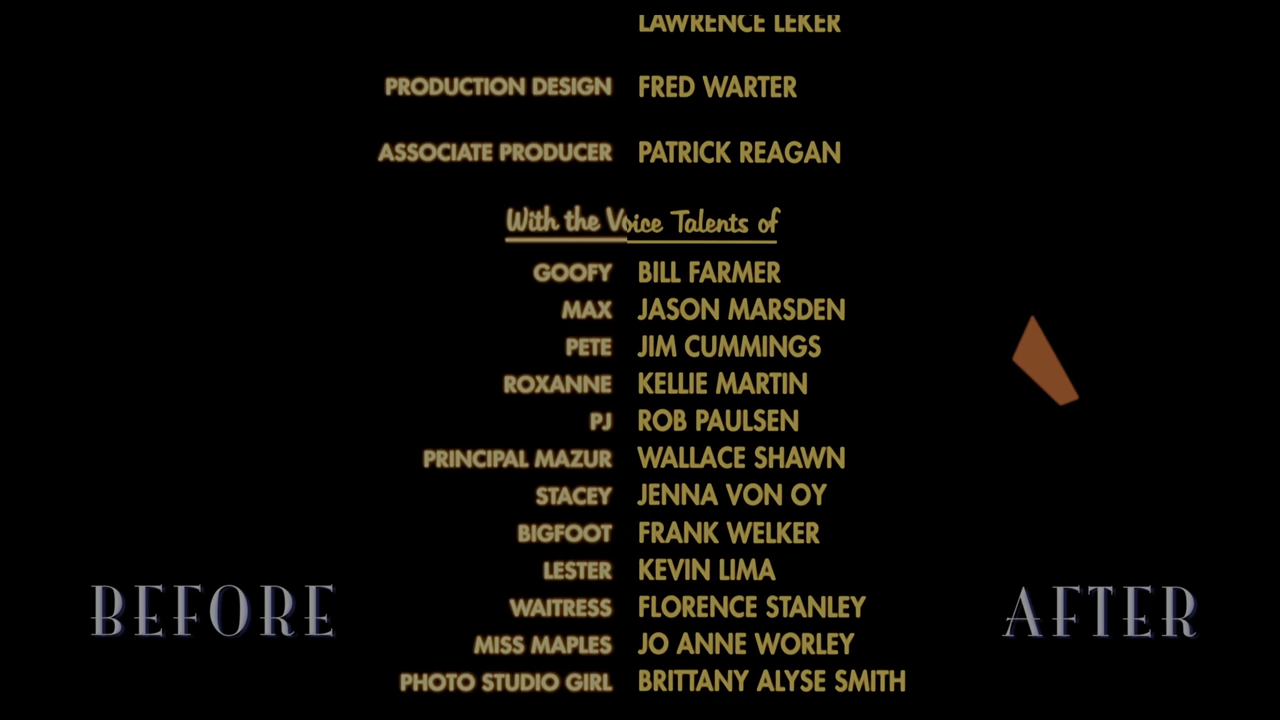 LAWRENCE LEKER
PRODUCTION DESIGN FRED WARTER
ASSOCIATE PRODUCER PATRICK REAGAN
With the Voice Talents of
GOOFY BILL FARMER
MAX JASON MARSDEN
PETE JIM CUMMINGS
ROXANNE KELLIE MARTIN
PJ ROB PAULSEN
PRINCIPAL MAZUR WALLACE SHAWN
STACEY JENNA VON OY
BIGFOOT FRANK WELKER
LESTER KEVIN LIMA
WAITRESS FLORENCE STANLEY
MISS MAPLES JO ANNE WORLEY
PHOTO STUDIO GIRL BRITTANY ALYSE SMITH
BEFORE
AFTER